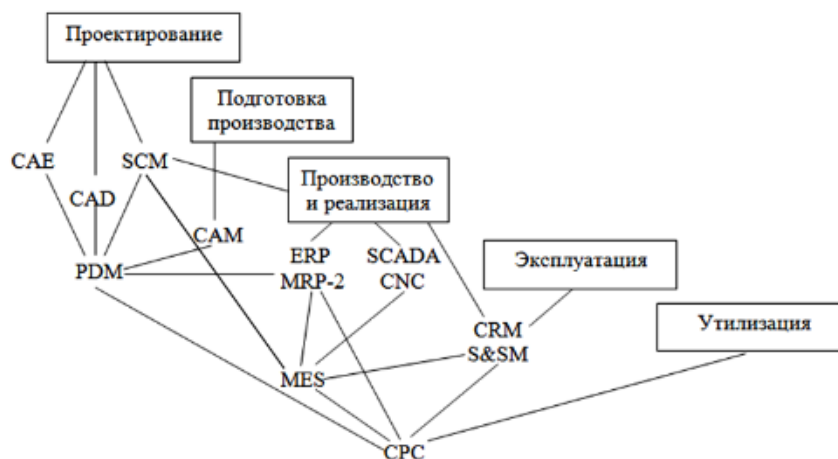 Проектирование
Подготовка
производства
CAE
SCM
Производство
и реализация
CAD
CAM
ERP
SCADA
Эксплуатация
PDM
MRP-2
CNC
Утилизация
CRM
S&SM
MES
CPC